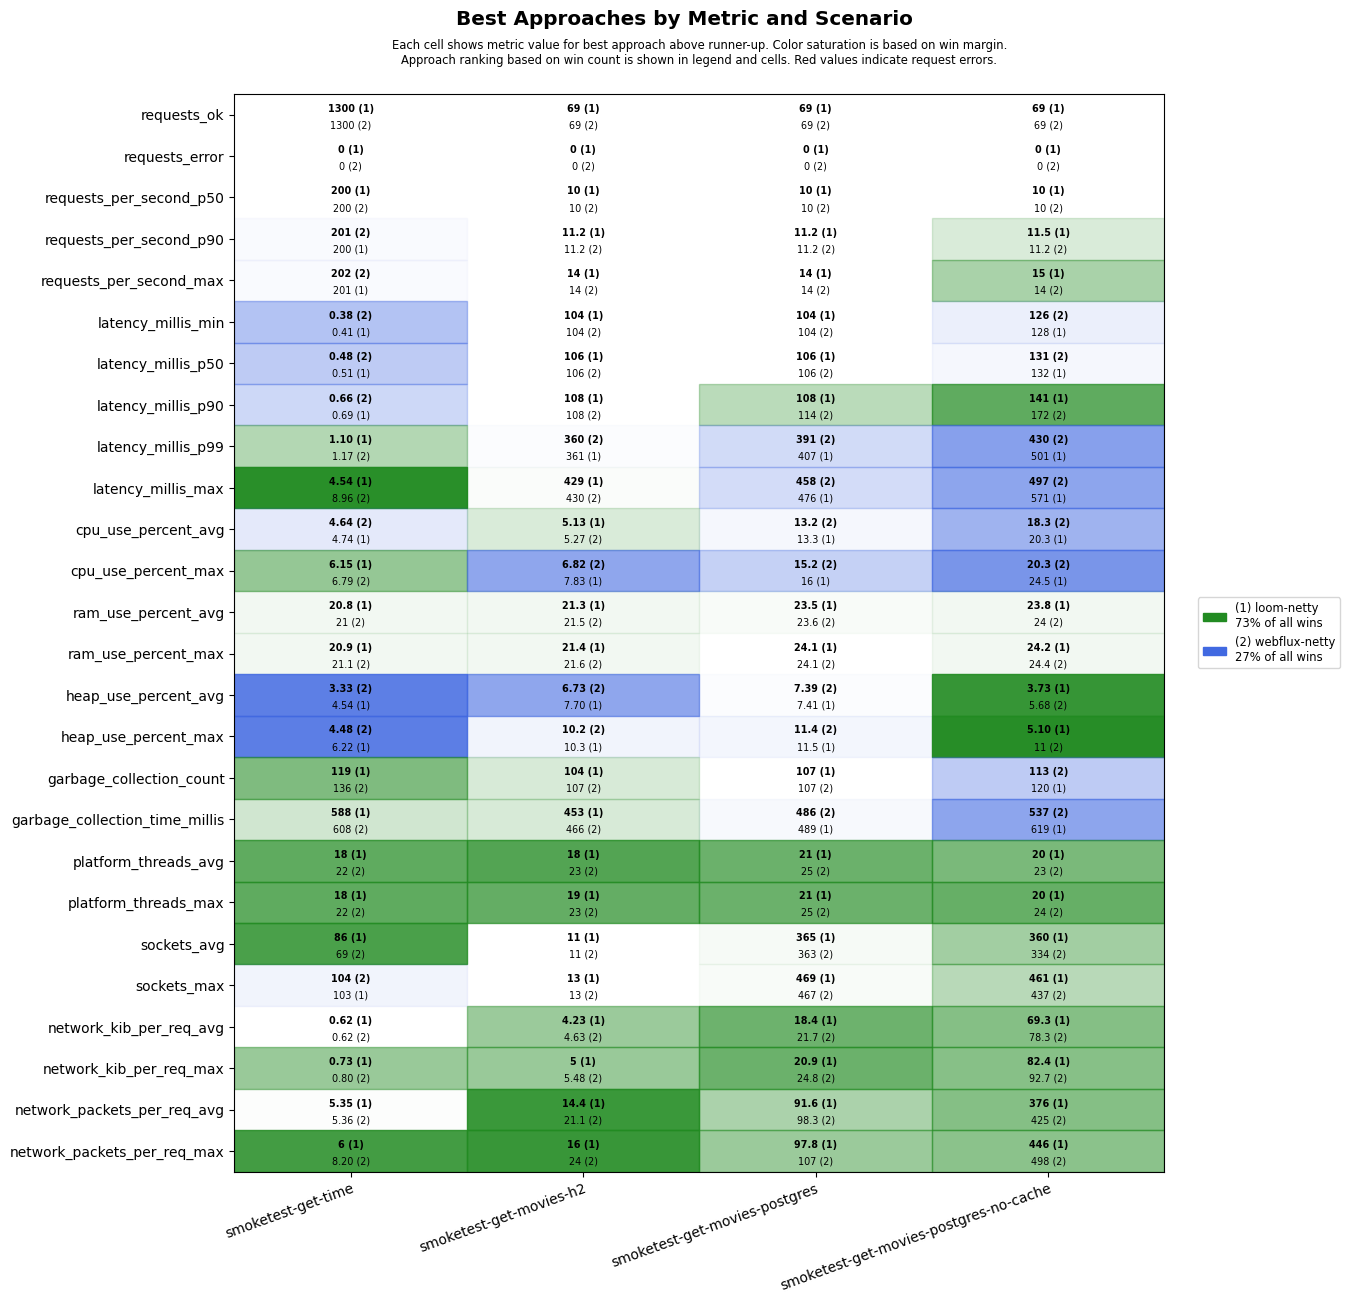 Best Approaches by Metric and Scenario
Each cell shows metric value for best approach above runner-up. Color saturation is based on win margin.
Approach ranking based on win count is shown in legend and cells. Red values indicate request errors.
requests_ok
1300 (1) 69 (1) 69 (1) 69 (1)
1300 (2) 69 (2) 69 (2) 69 (2)
requests_error
0 (1) 0 (1) 0 (1) 0 (1)
0 (2) 0 (2) 0 (2) 0 (2)
requests_per_second_p50
200 (1) 10 (1) 10 (1) 10 (1)
200 (2) 10 (2) 10 (2) 10 (2)
requests_per_second_p90
201 (2) 11.2 (1) 11.2 (1) 11.5 (1)
200 (1) 11.2 (2) 11.2 (2) 11.2 (2)
requests_per_second_max
202 (2) 14 (1) 14 (1) 15 (1)
201 (1) 14 (2) 14 (2) 14 (2)
latency_millis_min
0.38 (2) 104 (1) 104 (1) 126 (2)
0.41 (1) 104 (2) 104 (2) 128 (1)
latency_millis_p50
0.48 (2) 106 (1) 106 (1) 131 (2)
0.51 (1) 106 (2) 106 (2) 132 (1)
latency_millis_p90
0.66 (2) 108 (1) 108 (1) 141 (1)
0.69 (1) 108 (2) 114 (2) 172 (2)
latency_millis_p99
1.10 (1) 360 (2) 391 (2) 430 (2)
1.17 (2) 361 (1) 407 (1) 501 (1)
latency_millis_max
4.54 (1) 429 (1) 458 (2) 497 (2)
8.96 (2) 430 (2) 476 (1) 571 (1)
cpu_use_percent_avg
4.64 (2) 5.13 (1) 13.2 (2) 18.3 (2)
4.74 (1) 5.27 (2) 13.3 (1) 20.3 (1)
cpu_use_percent_max
6.15 (1) 6.82 (2) 15.2 (2) 20.3 (2)
6.79 (2) 7.83 (1) 16 (1) 24.5 (1)
ram_use_percent_avg
20.8 (1) 21.3 (1) 23.5 (1) 23.8 (1)
21 (2) 21.5 (2) 23.6 (2) 24 (2)
ram_use_percent_max
20.9 (1) 21.4 (1) 24.1 (1) 24.2 (1)
21.1 (2) 21.6 (2) 24.1 (2) 24.4 (2)
heap_use_percent_avg
3.33 (2) 6.73 (2) 7.39 (2) 3.73 (1)
4.54 (1) 7.70 (1) 7.41 (1) 5.68 (2)
heap_use_percent_max
4.48 (2) 10.2 (2) 11.4 (2) 5.10 (1)
6.22 (1) 10.3 (1) 11.5 (1) 11 (2)
garbage_collection_count
119 (1) 104 (1) 107 (1) 113 (2)
136 (2) 107 (2) 107 (2) 120 (1)
garbage_collection_time_millis
588 (1) 453 (1) 486 (2) 537 (2)
608 (2) 466 (2) 489 (1) 619 (1)
platform_threads_avg
18 (1) 18 (1) 21 (1) 20 (1)
22 (2) 23 (2) 25 (2) 23 (2)
platform_threads_max
18 (1) 19 (1) 21 (1) 20 (1)
22 (2) 23 (2) 25 (2) 24 (2)
sockets_avg
86 (1) 11 (1) 365 (1) 360 (1)
69 (2) 11 (2) 363 (2) 334 (2)
sockets_max
104 (2) 13 (1) 469 (1) 461 (1)
103 (1) 13 (2) 467 (2) 437 (2)
network_kib_per_req_avg
0.62 (1) 4.23 (1) 18.4 (1) 69.3 (1)
0.62 (2) 4.63 (2) 21.7 (2) 78.3 (2)
network_kib_per_req_max
0.73 (1) 5 (1) 20.9 (1) 82.4 (1)
0.80 (2) 5.48 (2) 24.8 (2) 92.7 (2)
network_packets_per_req_avg
5.35 (1) 14.4 (1) 91.6 (1) 376 (1)
5.36 (2) 21.1 (2) 98.3 (2) 425 (2)
network_packets_per_req_max
6 (1) 16 (1) 97.8 (1) 446 (1)
8.20 (2) 24 (2) 107 (2) 498 (2)
smoketest-get-time
smoketest-get-movies-h2
smoketest-get-movies-postgres
smoketest-get-movies-postgres-no-cache
(1) loom-netty
73% of all wins
(2) webflux-netty
27% of all wins